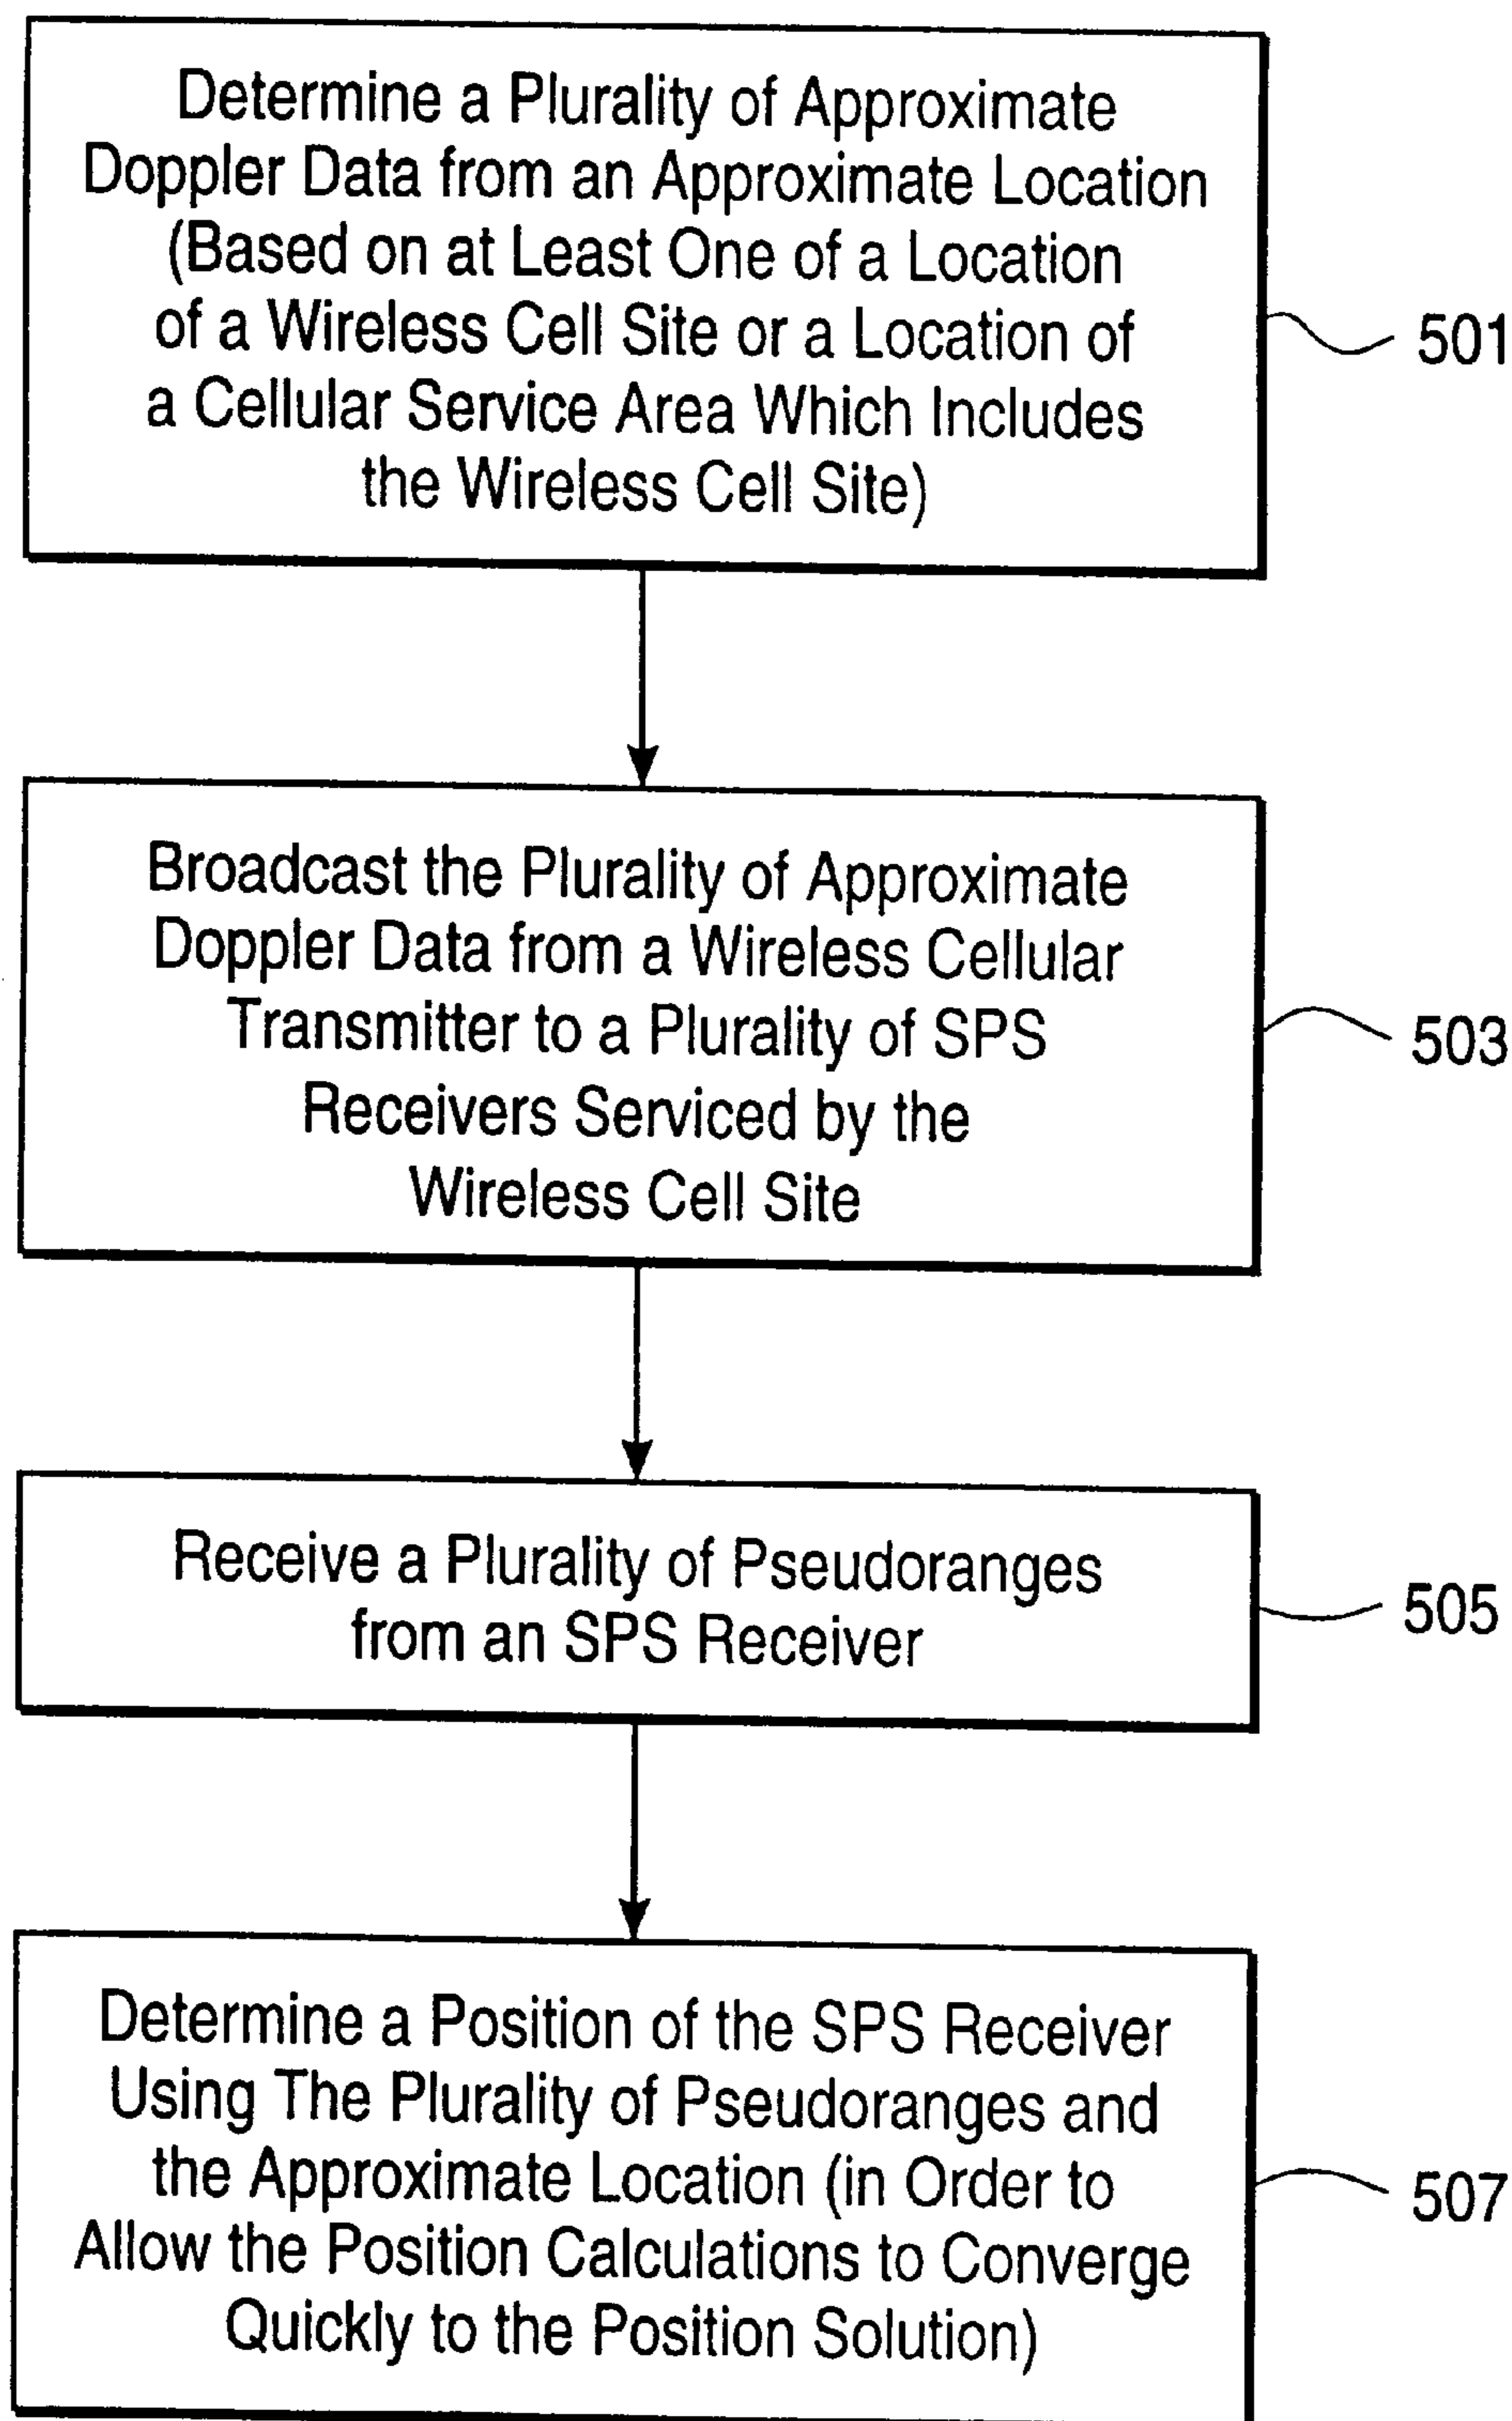 Determine a Plurality of Approximate
Doppler Data from an Approximate Location
(Based on at Least One of a Location
of a Wireless Cell Site or a Location of
a Cellular Service Area Which Includes
the Wireless Cell Site)
501
Broadcast the Plurality of Approximate
Doppler Data from a Wireless Cellular
Transmitter to a Plurality of SPS
Receivers Serviced by the
Wireless Cell Site
503
Receive a Plurality of Pseudoranges
from an SPS Receiver
505
Determine a Position of the SPS Receiver
Using The Plurality of Pseudoranges and
the Approximate Location (in Order to
Allow the Position Calculations to Converge
Quickly to the Position Solution)
507